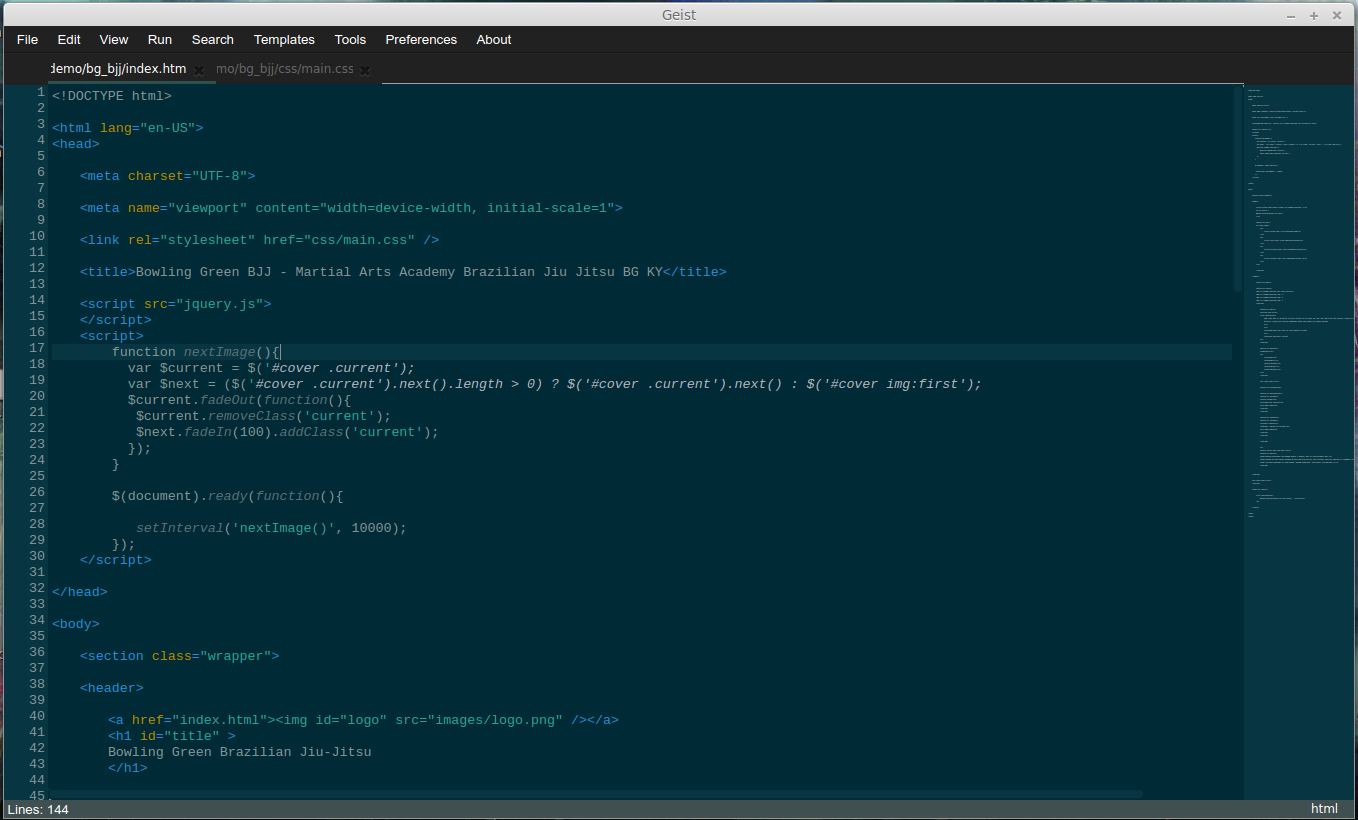 Geist
File Edit View Run Search Templates Tools Preferences About
demo/bg_bjj/index.htm mo/bg_bjj/css/main.css
1 <!DOCTYPE html>
2
3 <html lang="en-US">
4 <head>
5
6 <meta charset="UTF-8">
7
8 <meta name="viewport" content="width=device-width, initial-scale=1">
9
10 <link rel="stylesheet" href="css/main.css" />
11
12 <title>Bowling Green BJJ - Martial Arts Academy Brazilian Jiu Jitsu BG KY</title>
13
14 <script src="jquery.js">
15 </script>
16 <script>
17 function nextImage(){
18 var $current = $('#cover .current');
19 var $next = ($('#cover .current').next().length > 0) ? $('#cover .current').next() : $('#cover img:first');
20 $current.fadeOut(function(){
21 $current.removeClass('current');
22 $next.fadeIn(100).addClass('current');
23 });
24 }
25
26 $(document).ready(function(){
27
28 setInterval('nextImage()', 10000);
29 });
30 </script>
31
32 </head>
33
34 <body>
35
36 <section class="wrapper">
37
38 <header>
39
40 <a href="index.html"><img id="logo" src="images/logo.png" /></a>
41 <h1 id="title" >
42 Bowling Green Brazilian Jiu-Jitsu
43 </h1>
44
45
Lines: 144 html